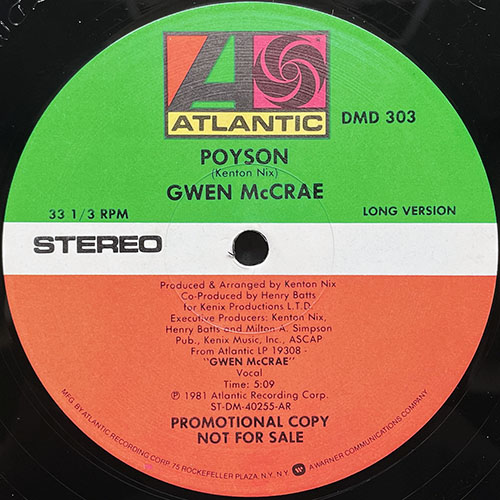 ATLANTIC
DMD 303
POYSON
(Kenton Nix)
GWEN McCRAE
33 1/3 RPM
LONG VERSION
STEREO
Produced & Arranged by Kenton Nix
Co-Produced by Henry Batts
for Kenix Productions L.T.D.
Executive Producers: Kenton Nix,
Henry Batts and Milton A. Simpson
Pub., Kenix Music, Inc., ASCAP
From Atlantic LP 19308 -
"GWEN McCRAE"
Vocal
Time: 5:09
℗ 1981 Atlantic Recording Corp.
ST-DM-40255-AR
PROMOTIONAL COPY
NOT FOR SALE
MFG. BY ATLANTIC RECORDING CORP. 75 ROCKEFELLER PLAZA, N.Y. N.Y. A WARNER COMMUNICATIONS COMPANY